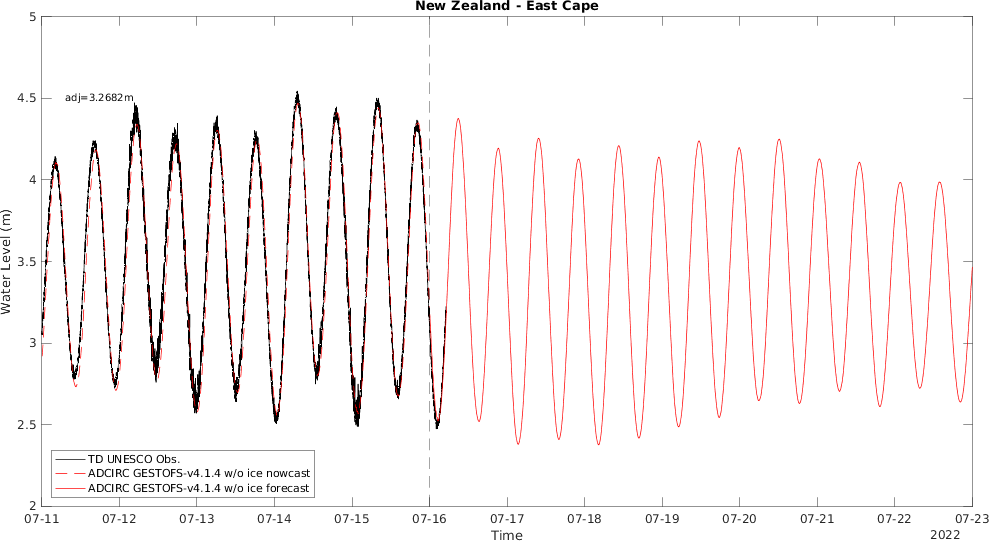 New Zealand - East Cape
5
4.5
4
3.5
3
2.5
2
Water Level (m)
adj=3.2682m
TD UNESCO Obs.
ADCIRC GESTOFS-v4.1.4 w/o ice nowcast
ADCIRC GESTOFS-v4.1.4 w/o ice forecast
07-11 07-12 07-13 07-14 07-15 07-16 07-17 07-18 07-19 07-20 07-21 07-22 07-23
Time
2022